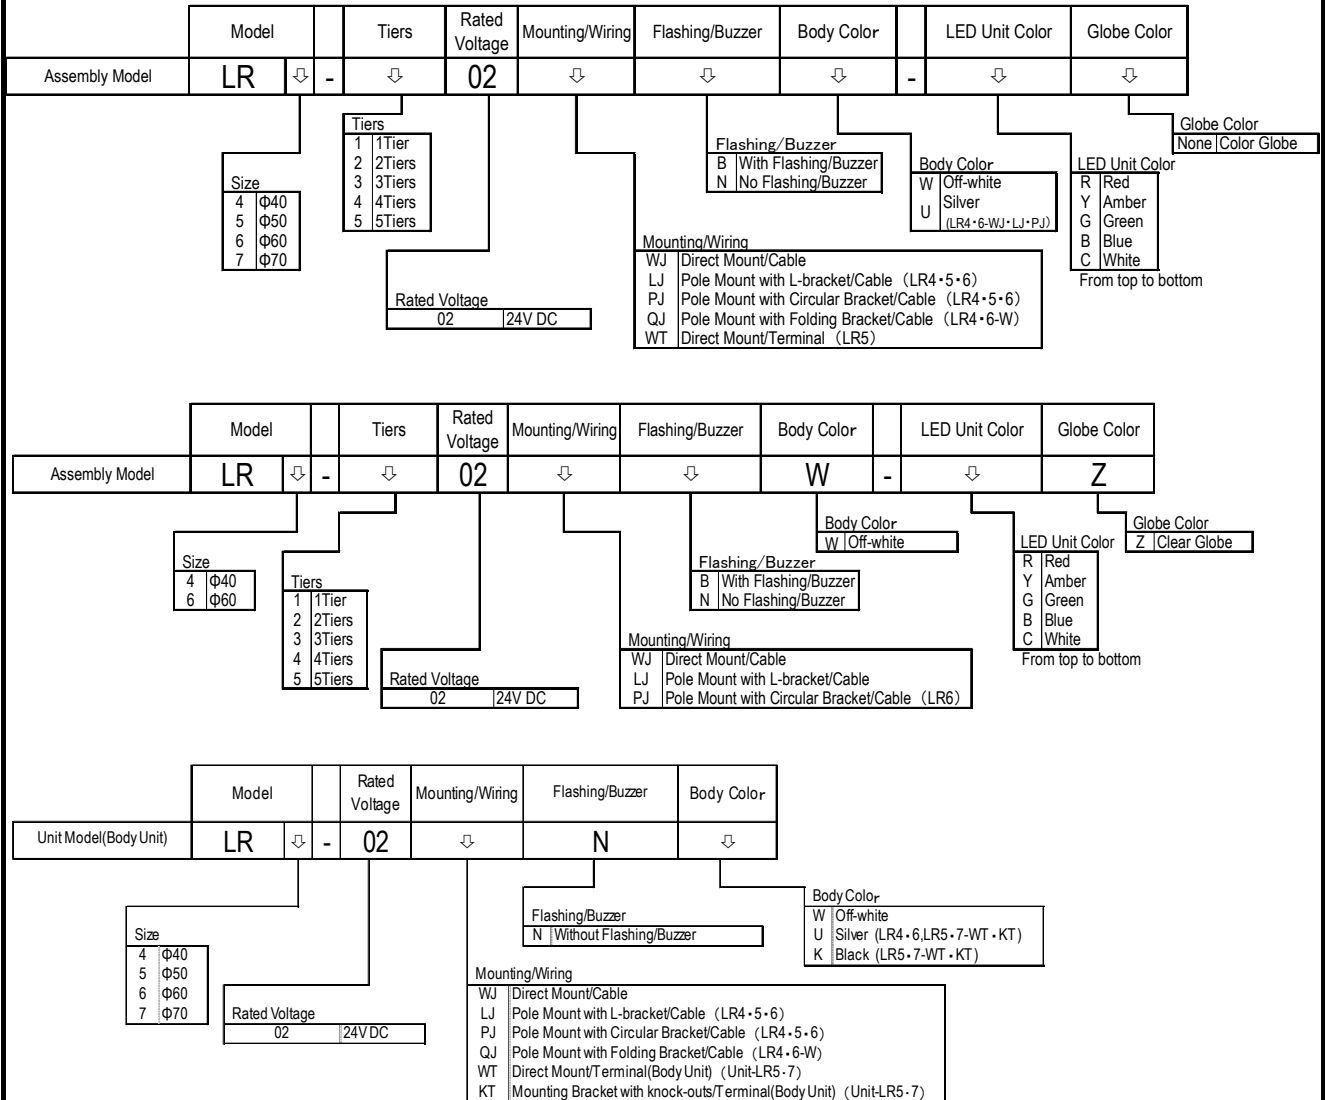 Model Tiers Rated Voltage Mounting/Wiring Flashing/Buzzer Body Color LED Unit Color Globe Color
Assembly Model LR ⇩ - ⇩ 02 ⇩ ⇩ ⇩ - ⇩ ⇩
Size
4 Φ40
5 Φ50
6 Φ60
7 Φ70
Tiers
1 1Tier
2 2Tiers
3 3Tiers
4 4Tiers
5 5Tiers
Rated Voltage
02 24V DC
Mounting/Wiring
WJ Direct Mount/Cable
LJ Pole Mount with L-bracket/Cable (LR4・5・6)
PJ Pole Mount with Circular Bracket/Cable (LR4・5・6)
QJ Pole Mount with Folding Bracket/Cable (LR4・6-W)
WT Direct Mount/Terminal (LR5)
Flashing/Buzzer
B With Flashing/Buzzer
N No Flashing/Buzzer
Body Color
W Off-white
U Silver
(LR4・6-WJ・LJ・PJ)
LED Unit Color
R Red
Y Amber
G Green
B Blue
C White
From top to bottom
Globe Color
None Color Globe
Model Tiers Rated Voltage Mounting/Wiring Flashing/Buzzer Body Color LED Unit Color Globe Color
Assembly Model LR ⇩ - ⇩ 02 ⇩ ⇩ W - ⇩ Z
Size
4 Φ40
6 Φ60
Tiers
1 1Tier
2 2Tiers
3 3Tiers
4 4Tiers
5 5Tiers
Rated Voltage
02 24V DC
Mounting/Wiring
WJ Direct Mount/Cable
LJ Pole Mount with L-bracket/Cable
PJ Pole Mount with Circular Bracket/Cable (LR6)
Flashing/Buzzer
B With Flashing/Buzzer
N No Flashing/Buzzer
Body Color
W Off-white
LED Unit Color
R Red
Y Amber
G Green
B Blue
C White
From top to bottom
Globe Color
Z Clear Globe
Model Rated Voltage Mounting/Wiring Flashing/Buzzer Body Color
Unit Model(Body Unit) LR ⇩ - 02 ⇩ N ⇩
Size
4 Φ40
5 Φ50
6 Φ60
7 Φ70
Rated Voltage
02 24V DC
Mounting/Wiring
WJ Direct Mount/Cable
LJ Pole Mount with L-bracket/Cable (LR4・5・6)
PJ Pole Mount with Circular Bracket/Cable (LR4・5・6)
QJ Pole Mount with Folding Bracket/Cable (LR4・6-W)
WT Direct Mount/Terminal(Body Unit) (Unit-LR5・7)
KT Mounting Bracket with knock-outs/Terminal(Body Unit) (Unit-LR5・7)
Flashing/Buzzer
N Without Flashing/Buzzer
Body Color
W Off-white
U Silver (LR4・6,LR5・7-WT・KT)
K Black (LR5・7-WT・KT)